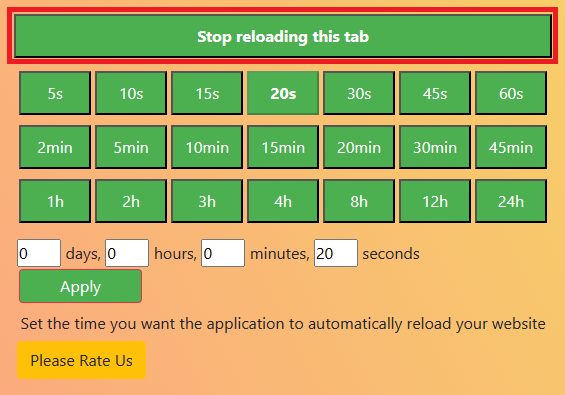 Stop reloading this tab
5s 10s 15s 20s 30s 45s 60s
2min 5min 10min 15min 20min 30min 45min
1h 2h 3h 4h 8h 12h 24h
0 days, 0 hours, 0 minutes, 20 seconds
Apply
Set the time you want the application to automatically reload your website
Please Rate Us